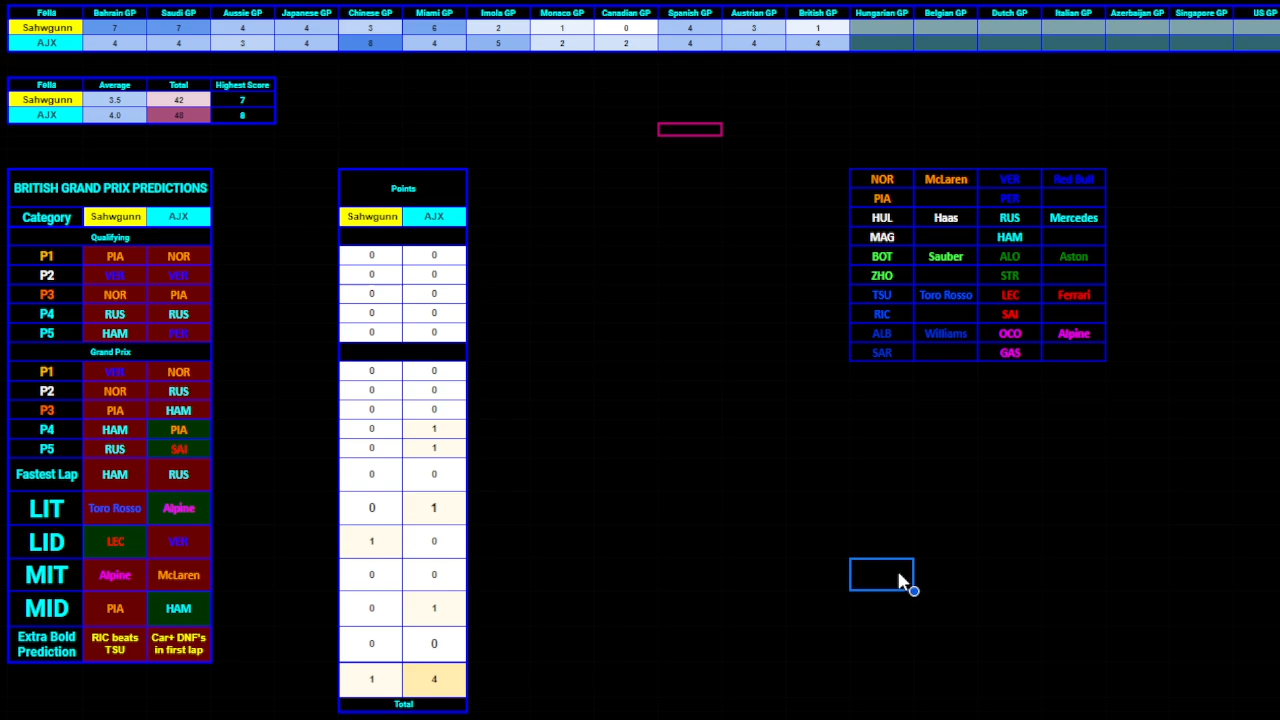 Fellá Bahrain GP Saudi GP Aussie GP Japanese GP Chinese GP Miami GP Imola GP Monaco GP Canadian GP Spanish GP Austrian GP British GP Hungarian GP Belgian GP Dutch GP Italian GP Azerbaijan GP Singapore GP US GP
Sahwgunn 7 7 4 4 3 6 2 1 0 4 3 1
AJX 4 4 3 4 8 4 5 2 2 4 4 4
Fellá Average Total Highest Score
Sahwgunn 3.5 42 7
AJX 4.0 48 8
BRITISH GRAND PRIX PREDICTIONS Points
Category Sahwgunn AJX Sahwgunn AJX
Qualifying
P1 PIA NOR 0 0
P2 VER VER 0 0
P3 NOR PIA 0 0
P4 RUS RUS 0 0
P5 HAM PER 0 0
Grand Prix
P1 VER NOR 0 0
P2 NOR RUS 0 0
P3 PIA HAM 0 0
P4 HAM PIA 0 1
P5 RUS SAI 0 1
Fastest Lap HAM RUS 0 0
LIT Toro Rosso Alpine 0 1
LID LEC VER 1 0
MIT Alpine McLaren 0 0
MID PIA HAM 0 1
Extra Bold RIC beats Car+ DNF's
Prediction TSU in first lap 0 0
1 4
Total
NOR McLaren VER Red Bull
PIA PER
HUL Haas RUS Mercedes
MAG HAM
BOT Sauber ALO Aston
ZHO STR
TSU Toro Rosso LEC Ferrari
RIC SAI
ALB Williams OCO Alpine
SAR GAS